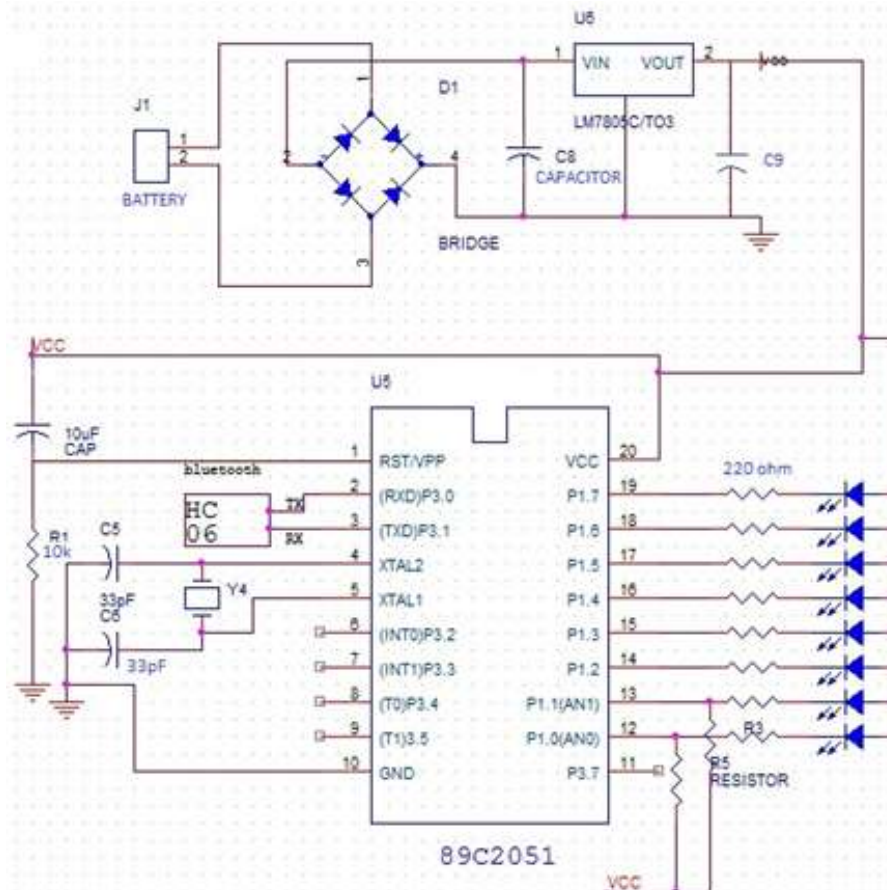 U6
1 VIN VOUT 2
LM7805C/TO3
D1
J1
1
2
BATTERY
1
2
4
3
C8
CAPACITOR
C9
BRIDGE
VCC
U5
10uF
CAP
R1
10k
bluetooth
HC
06
TX
RX
C5
33pF
C6
33pF
Y4
1 RST/VPP VCC 20
2 (RXD)P3.0 P1.7 19
3 (TXD)P3.1 P1.6 18
4 XTAL2 P1.5 17
5 XTAL1 P1.4 16
6 (INT0)P3.2 P1.3 15
7 (INT1)P3.3 P1.2 14
8 (T0)P3.4 P1.1(AN1) 13
9 (T1)3.5 P1.0(AN0) 12
10 GND P3.7 11
220 ohm
R3
R5
RESISTOR
89C2051
VCC